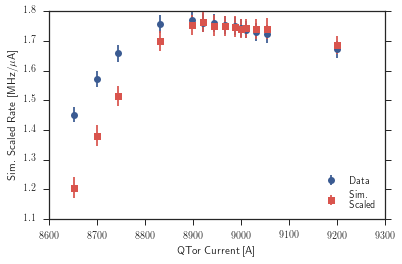 Sim. Scaled Rate [MHz/μA]
1.8
1.7
1.6
1.5
1.4
1.3
1.2
1.1
Data
Sim.
Scaled
8600 8700 8800 8900 9000 9100 9200 9300
QTor Current [A]